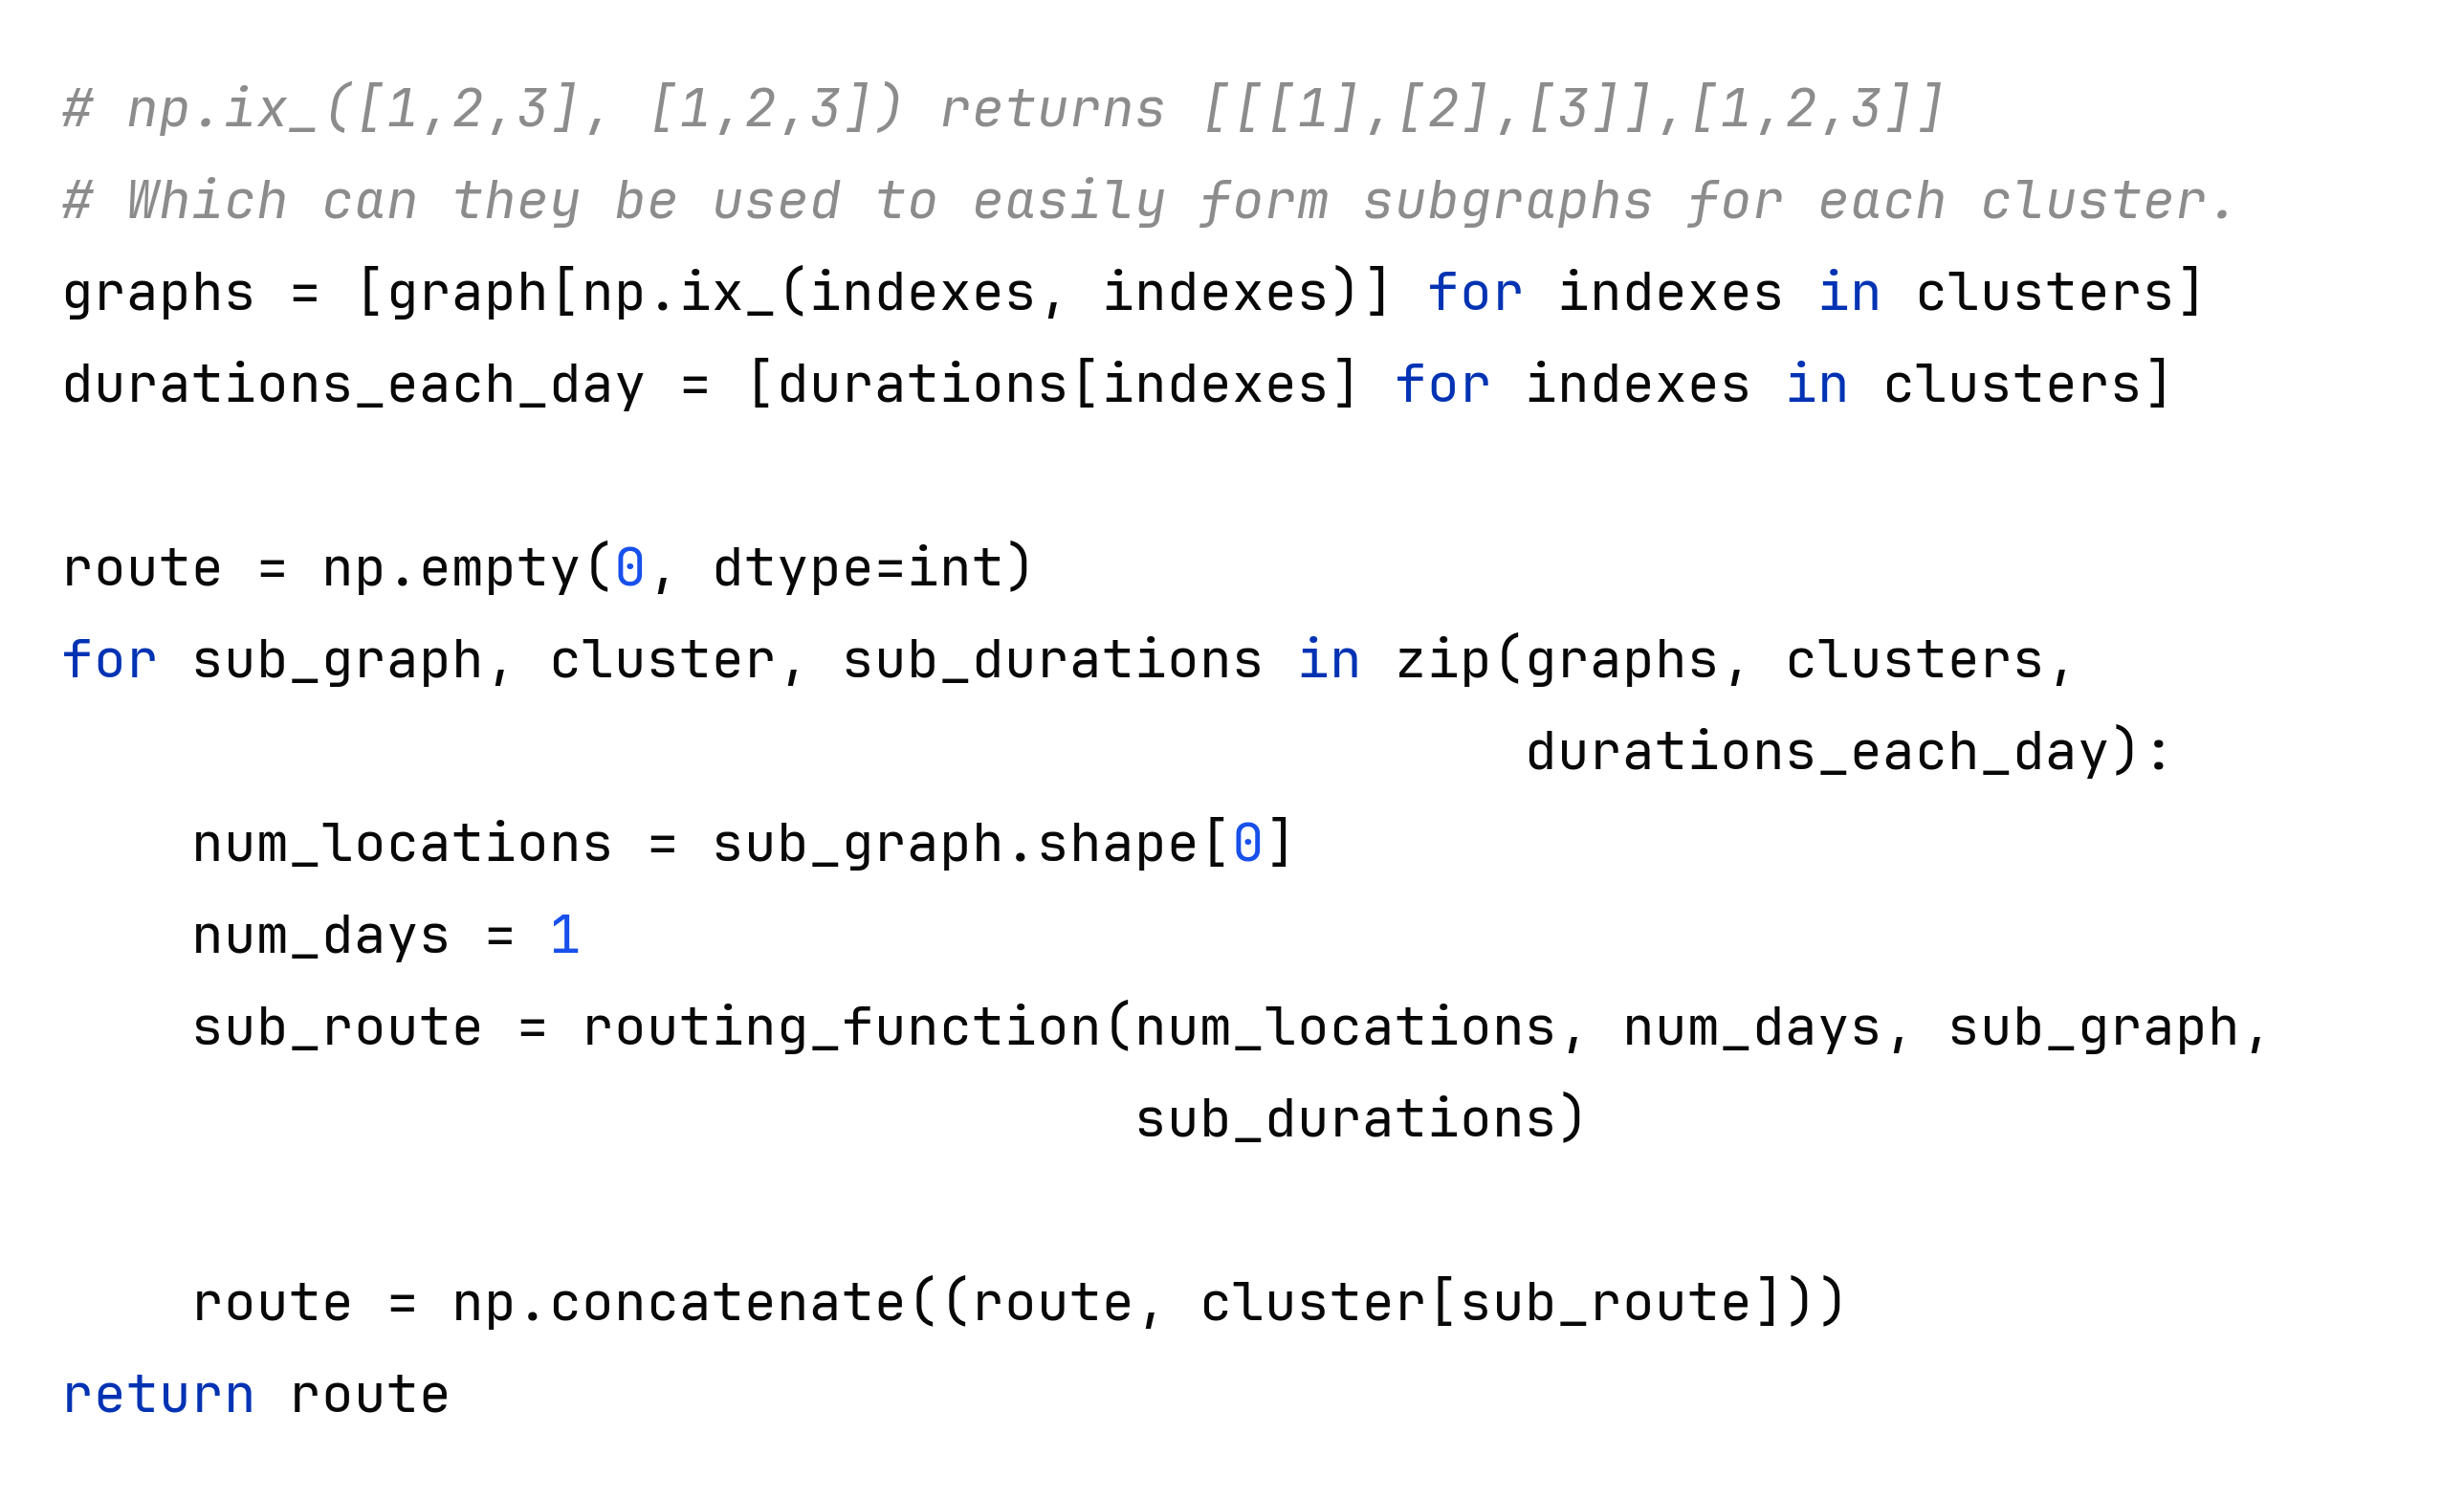 # np.ix_([1,2,3], [1,2,3]) returns [[[1],[2],[3]],[1,2,3]]
# Which can they be used to easily form subgraphs for each cluster.
graphs = [graph[np.ix_(indexes, indexes)] for indexes in clusters]
durations_each_day = [durations[indexes] for indexes in clusters]

route = np.empty(0, dtype=int)
for sub_graph, cluster, sub_durations in zip(graphs, clusters,
                                             durations_each_day):
    num_locations = sub_graph.shape[0]
    num_days = 1
    sub_route = routing_function(num_locations, num_days, sub_graph,
                                 sub_durations)

    route = np.concatenate((route, cluster[sub_route]))
return route